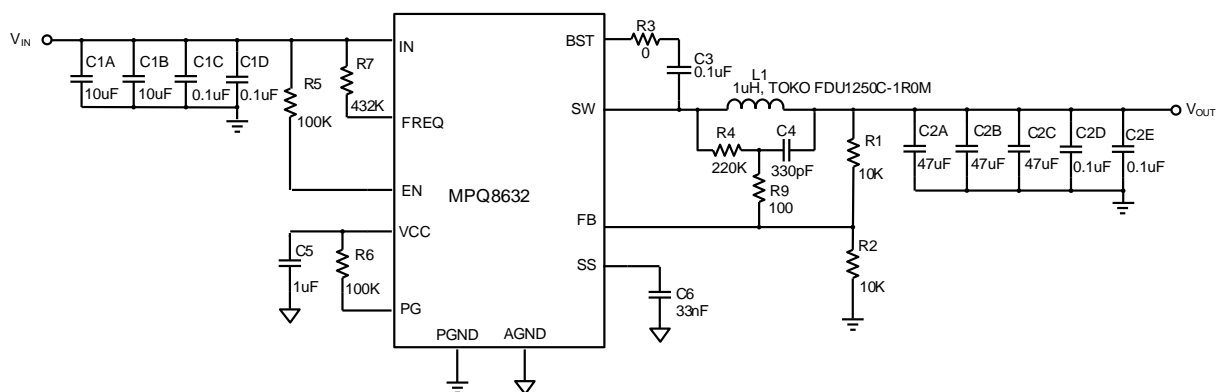 VIN
C1A
10uF
C1B
10uF
C1C
0.1uF
C1D
0.1uF
R5
100K
R7
432K
IN
FREQ
EN
VCC
PG
C5
1uF
R6
100K
MPQ8632
PGND
AGND
BST
SW
FB
SS
R3
0
C3
0.1uF
L1
1uH, TOKO FDU1250C-1R0M
R4
220K
C4
330pF
R9
100
R1
10K
R2
10K
C6
33nF
C2A
47uF
C2B
47uF
C2C
47uF
C2D
0.1uF
C2E
0.1uF
VOUT